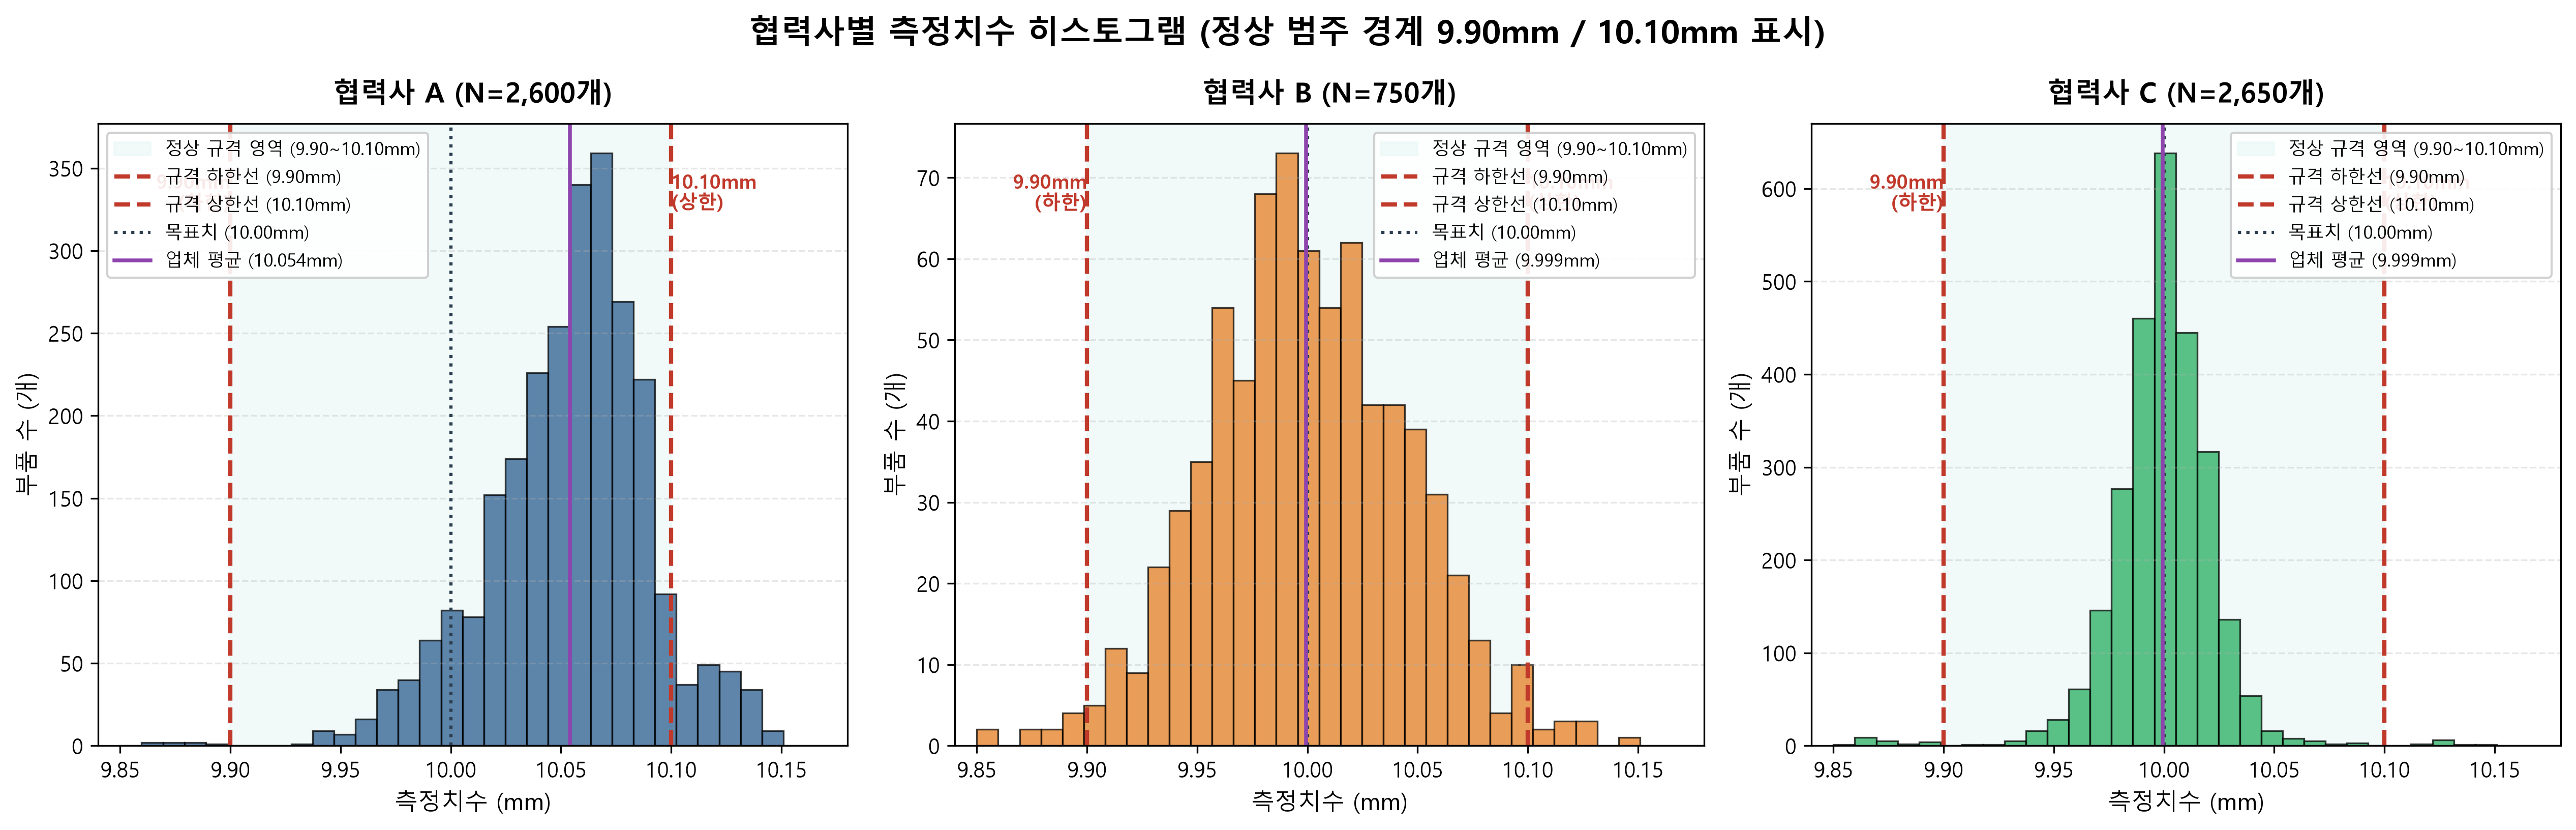 협력사별 측정치수 히스토그램 (정상 범주 경계 9.90mm / 10.10mm 표시)
협력사 A (N=2,600개)
정상 규격 영역 (9.90~10.10mm)
규격 하한선 (9.90mm)
규격 상한선 (10.10mm)
목표치 (10.00mm)
업체 평균 (10.054mm)
10.10mm
(상한)
부품 수 (개)
350
300
250
200
150
100
50
0
9.85 9.90 9.95 10.00 10.05 10.10 10.15
측정치수 (mm)
협력사 B (N=750개)
9.90mm
(하한)
정상 규격 영역 (9.90~10.10mm)
규격 하한선 (9.90mm)
규격 상한선 (10.10mm)
목표치 (10.00mm)
업체 평균 (9.999mm)
부품 수 (개)
70
60
50
40
30
20
10
0
9.85 9.90 9.95 10.00 10.05 10.10 10.15
측정치수 (mm)
협력사 C (N=2,650개)
9.90mm
(하한)
정상 규격 영역 (9.90~10.10mm)
규격 하한선 (9.90mm)
규격 상한선 (10.10mm)
목표치 (10.00mm)
업체 평균 (9.999mm)
부품 수 (개)
600
500
400
300
200
100
0
9.85 9.90 9.95 10.00 10.05 10.10 10.15
측정치수 (mm)